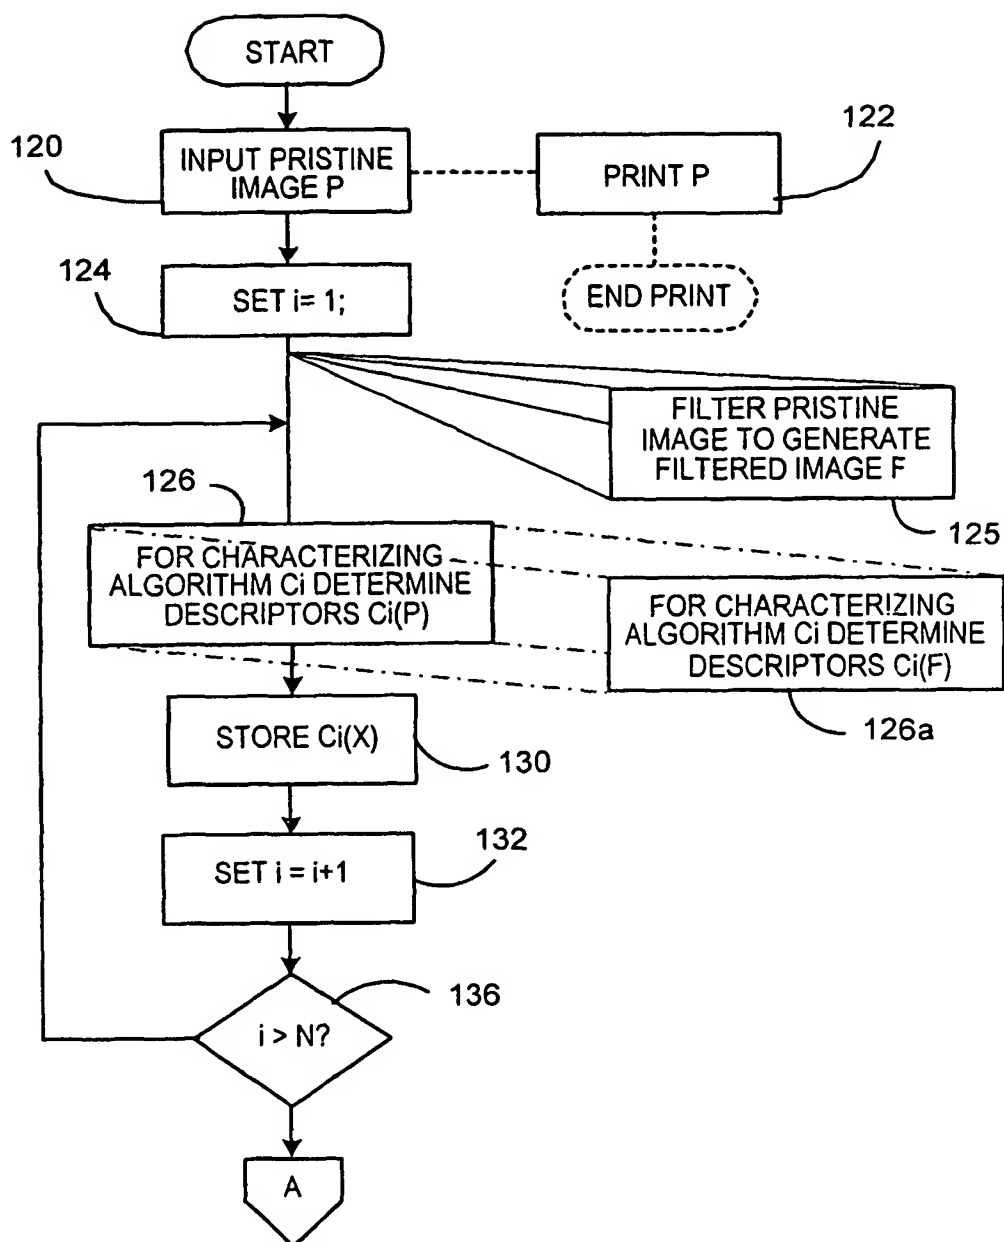 START
120
INPUT PRISTINE
IMAGE P
PRINT P
122
124
SET i= 1;
END PRINT
FILTER PRISTINE
IMAGE TO GENERATE
FILTERED IMAGE F
125
126
FOR CHARACTERIZING
ALGORITHM Ci DETERMINE
DESCRIPTORS Ci(P)
FOR CHARACTERIZING
ALGORITHM Ci DETERMINE
DESCRIPTORS Ci(F)
126a
STORE Ci(X)
130
SET i = i+1
132
i > N?
136
A